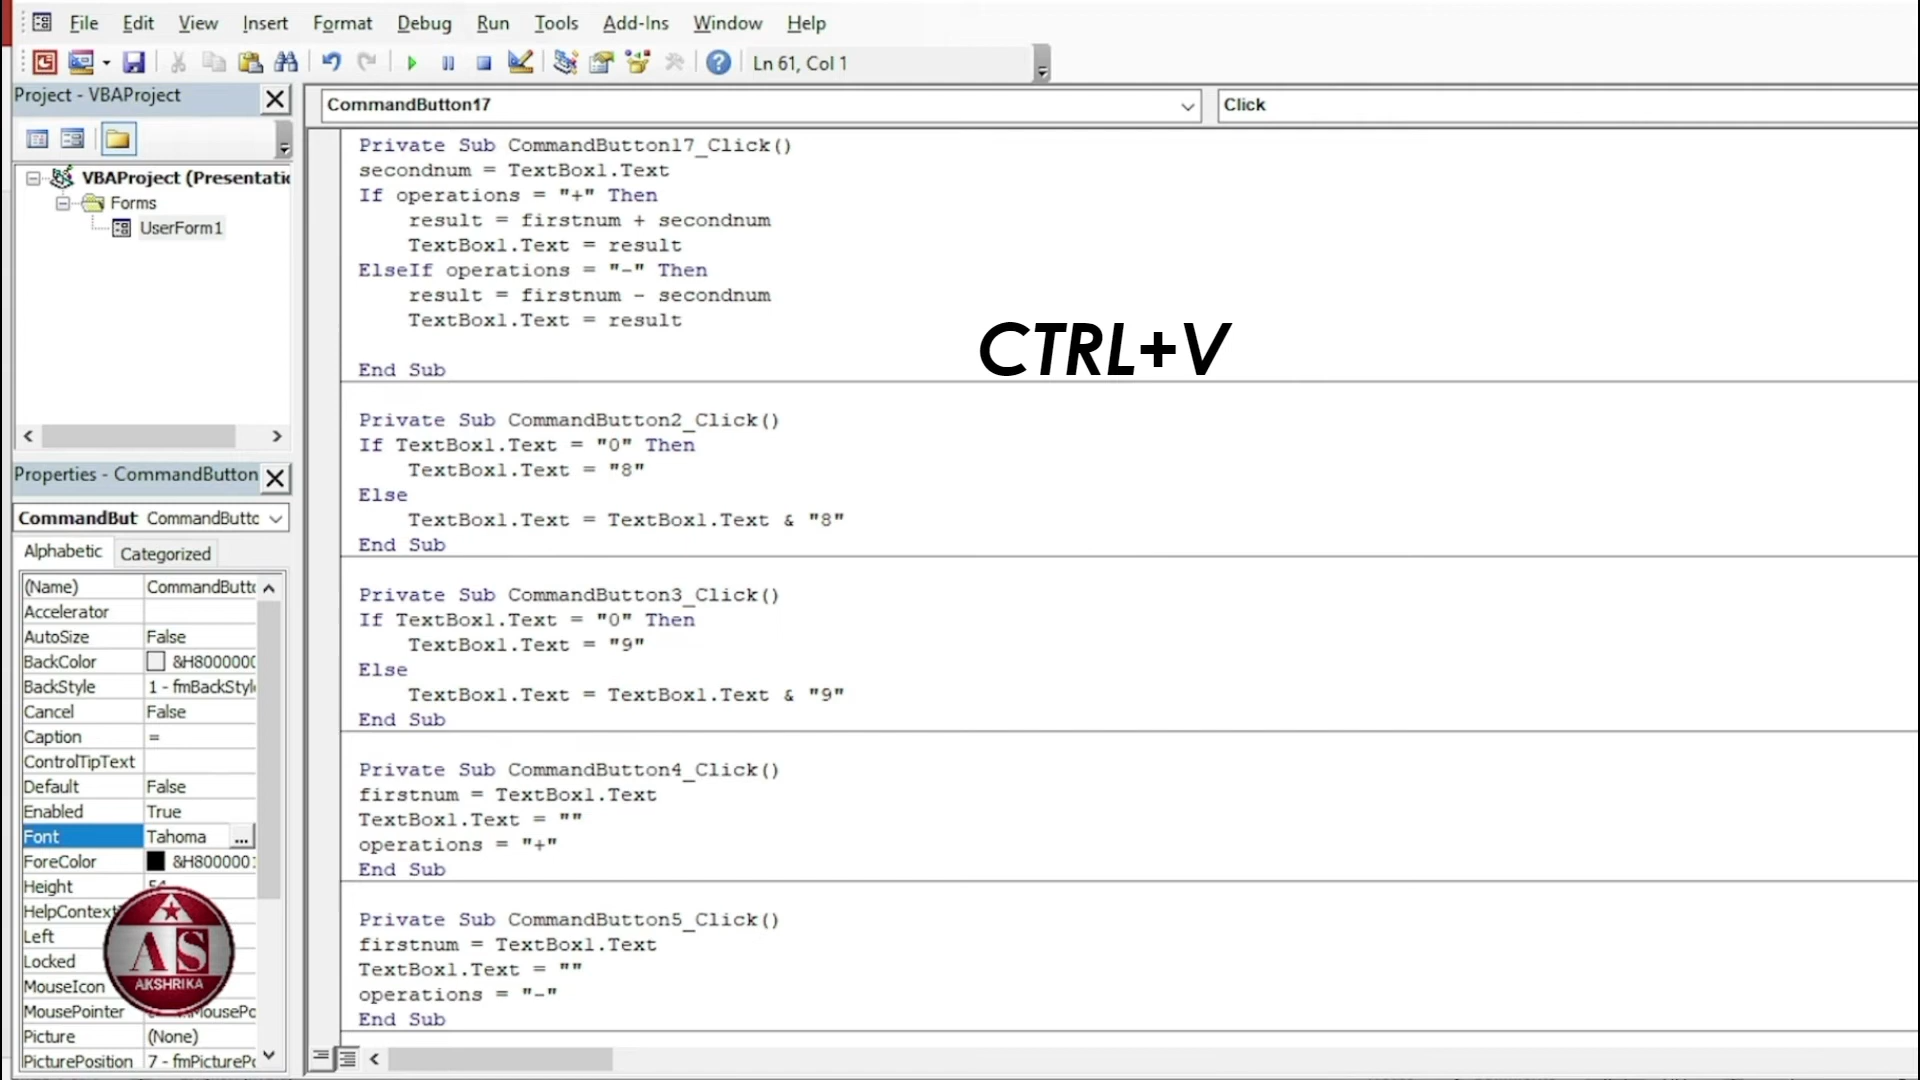 File Edit View Insert Format Debug Run Tools Add-Ins Window Help
Ln 61, Col 1
Project - VBAProject
VBAProject (Presentatio
Forms
UserForm1
Properties - CommandButton
CommandBut CommandButto
Alphabetic Categorized
(Name) CommandButto
Accelerator
AutoSize False
BackColor &H8000000
BackStyle 1 - fmBackStyle
Cancel False
Caption =
ControlTipText
Default False
Enabled True
Font Tahoma ...
ForeColor &H8000001
Height
HelpContext
Left
Locked
MouseIcon
MousePointer MousePo
Picture (None)
PicturePosition 7 - fmPicturePo
AS
AKSHRIKA
CommandButton17 Click
Private Sub CommandButton17_Click()
secondnum = TextBox1.Text
If operations = "+" Then
    result = firstnum + secondnum
    TextBox1.Text = result
ElseIf operations = "-" Then
    result = firstnum - secondnum
    TextBox1.Text = result
CTRL+V
End Sub
Private Sub CommandButton2_Click()
If TextBox1.Text = "0" Then
    TextBox1.Text = "8"
Else
    TextBox1.Text = TextBox1.Text & "8"
End Sub
Private Sub CommandButton3_Click()
If TextBox1.Text = "0" Then
    TextBox1.Text = "9"
Else
    TextBox1.Text = TextBox1.Text & "9"
End Sub
Private Sub CommandButton4_Click()
firstnum = TextBox1.Text
TextBox1.Text = ""
operations = "+"
End Sub
Private Sub CommandButton5_Click()
firstnum = TextBox1.Text
TextBox1.Text = ""
operations = "-"
End Sub